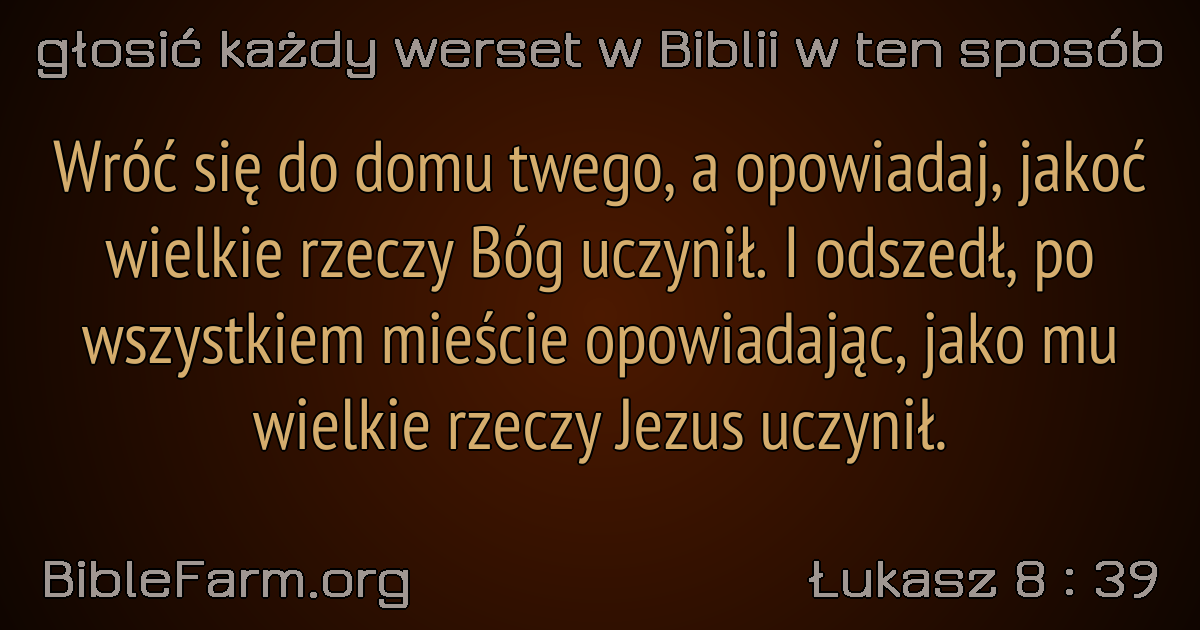 głosić każdy werset w Biblii w ten sposób
Wróć się do domu twego, a opowiadaj, jakoć
wielkie rzeczy Bóg uczynił. I odszedł, po
wszystkiem mieście opowiadając, jako mu
wielkie rzeczy Jezus uczynił.
BibleFarm.org
Łukasz 8 : 39